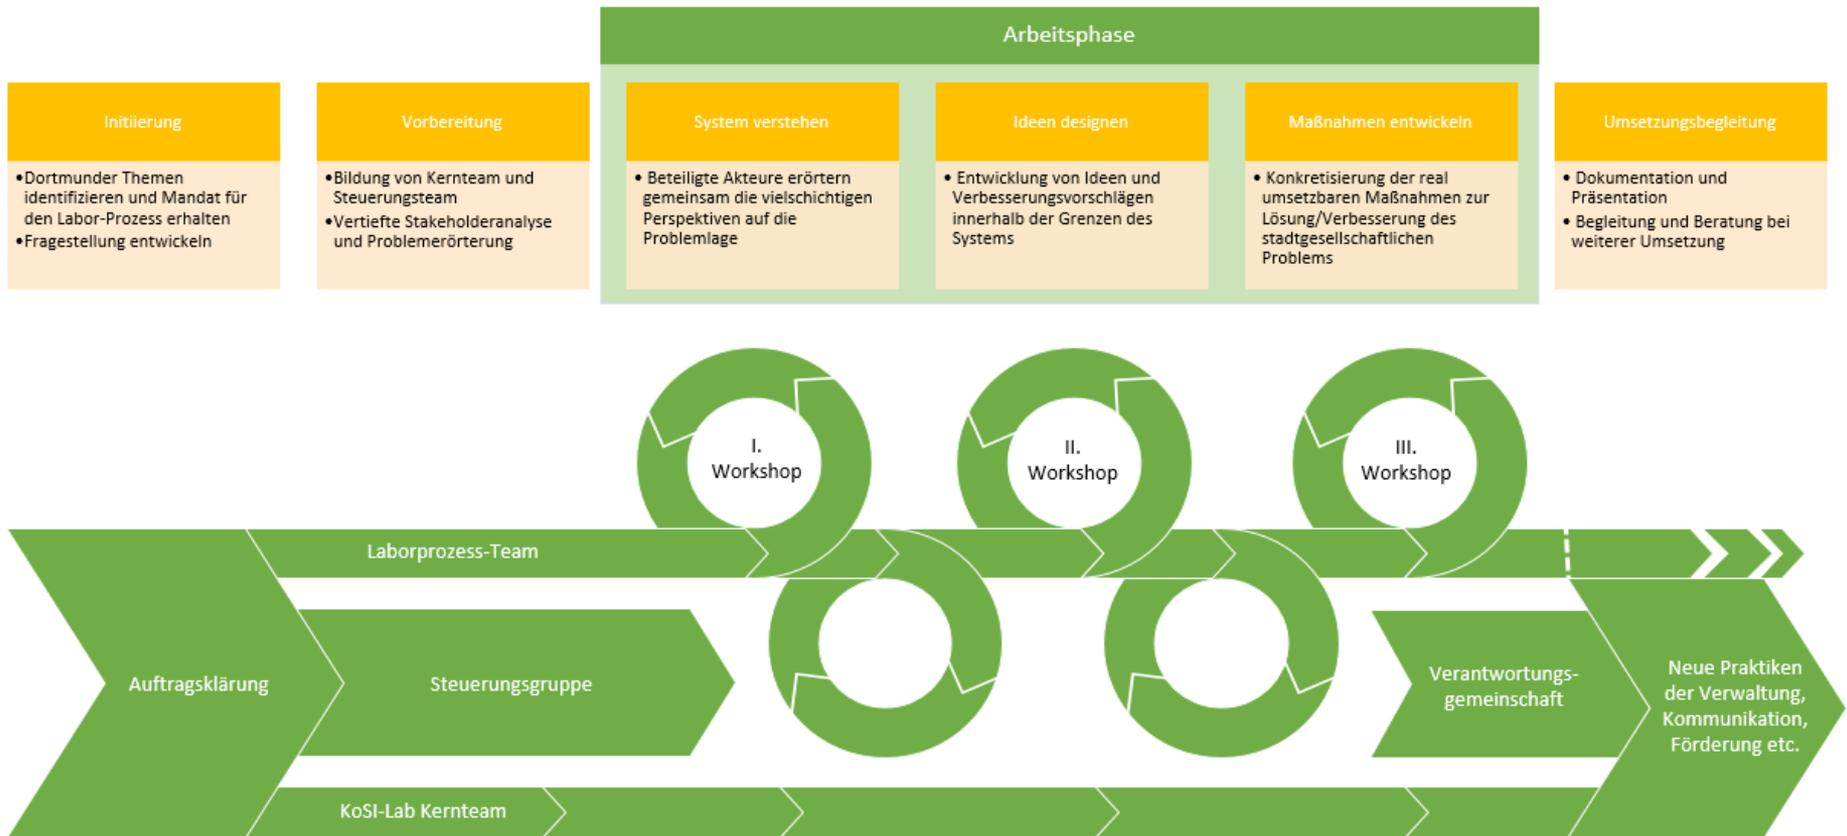 Arbeitsphase
Initiierung
•Dortmunder Themen
identifizieren und Mandat für
den Labor-Prozess erhalten
•Fragestellung entwickeln
Vorbereitung
•Bildung von Kernteam und
Steuerungsteam
•Vertiefte Stakeholderanalyse
und Problemerörterung
System verstehen
• Beteiligte Akteure erörtern
gemeinsam die vielschichtigen
Perspektiven auf die
Problemlage
Ideen designen
• Entwicklung von Ideen und
Verbesserungsvorschlägen
innerhalb der Grenzen des
Systems
Maßnahmen entwickeln
• Konkretisierung der real
umsetzbaren Maßnahmen zur
Lösung/Verbesserung des
stadtgesellschaftlichen
Problems
Umsetzungsbegleitung
• Dokumentation und
Präsentation
• Begleitung und Beratung bei
weiterer Umsetzung
I.
Workshop
II.
Workshop
III.
Workshop
Laborprozess-Team
Auftragsklärung
Steuerungsgruppe
Verantwortungs-
gemeinschaft
Neue Praktiken
der Verwaltung,
Kommunikation,
Förderung etc.
KoSI-Lab Kernteam